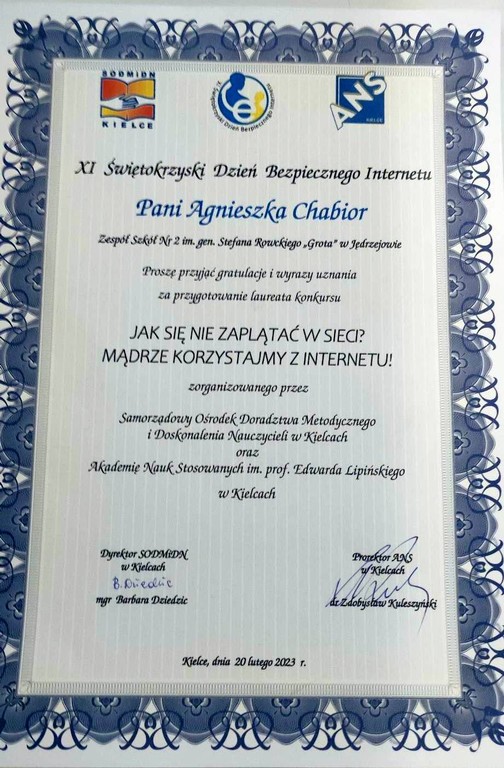 SODMiDN
KIELCE
XI Świętokrzyski Dzień Bezpiecznego Internetu
ANS
KIELCE
XI Świętokrzyski Dzień Bezpiecznego Internetu
Pani Agnieszka Chabior
Zespół Szkół Nr 2 im. gen. Stefana Roweckiego „Grota” w Jędrzejowie
Proszę przyjąć gratulacje i wyrazy uznania
za przygotowanie laureata konkursu
JAK SIĘ NIE ZAPLĄTAĆ W SIECI?
MĄDRZE KORZYSTAJMY Z INTERNETU!
zorganizowanego przez
Samorządowy Ośrodek Doradztwa Metodycznego
i Doskonalenia Nauczycieli w Kielcach
oraz
Akademię Nauk Stosowanych im. prof. Edwarda Lipińskiego
w Kielcach
Dyrektor SODMiDN
w Kielcach
B. Dziedzic
mgr Barbara Dziedzic
Prorektor ANS
w Kielcach
dr Zdobysław Kuleszyński
Kielce, dnia 20 lutego 2023 r.